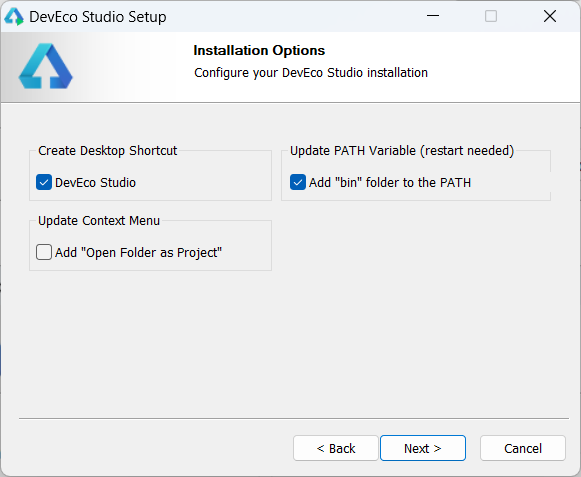 DevEco Studio Setup
Installation Options
Configure your DevEco Studio installation
Create Desktop Shortcut
DevEco Studio
Update PATH Variable (restart needed)
Add "bin" folder to the PATH
Update Context Menu
Add "Open Folder as Project"
< Back
Next >
Cancel